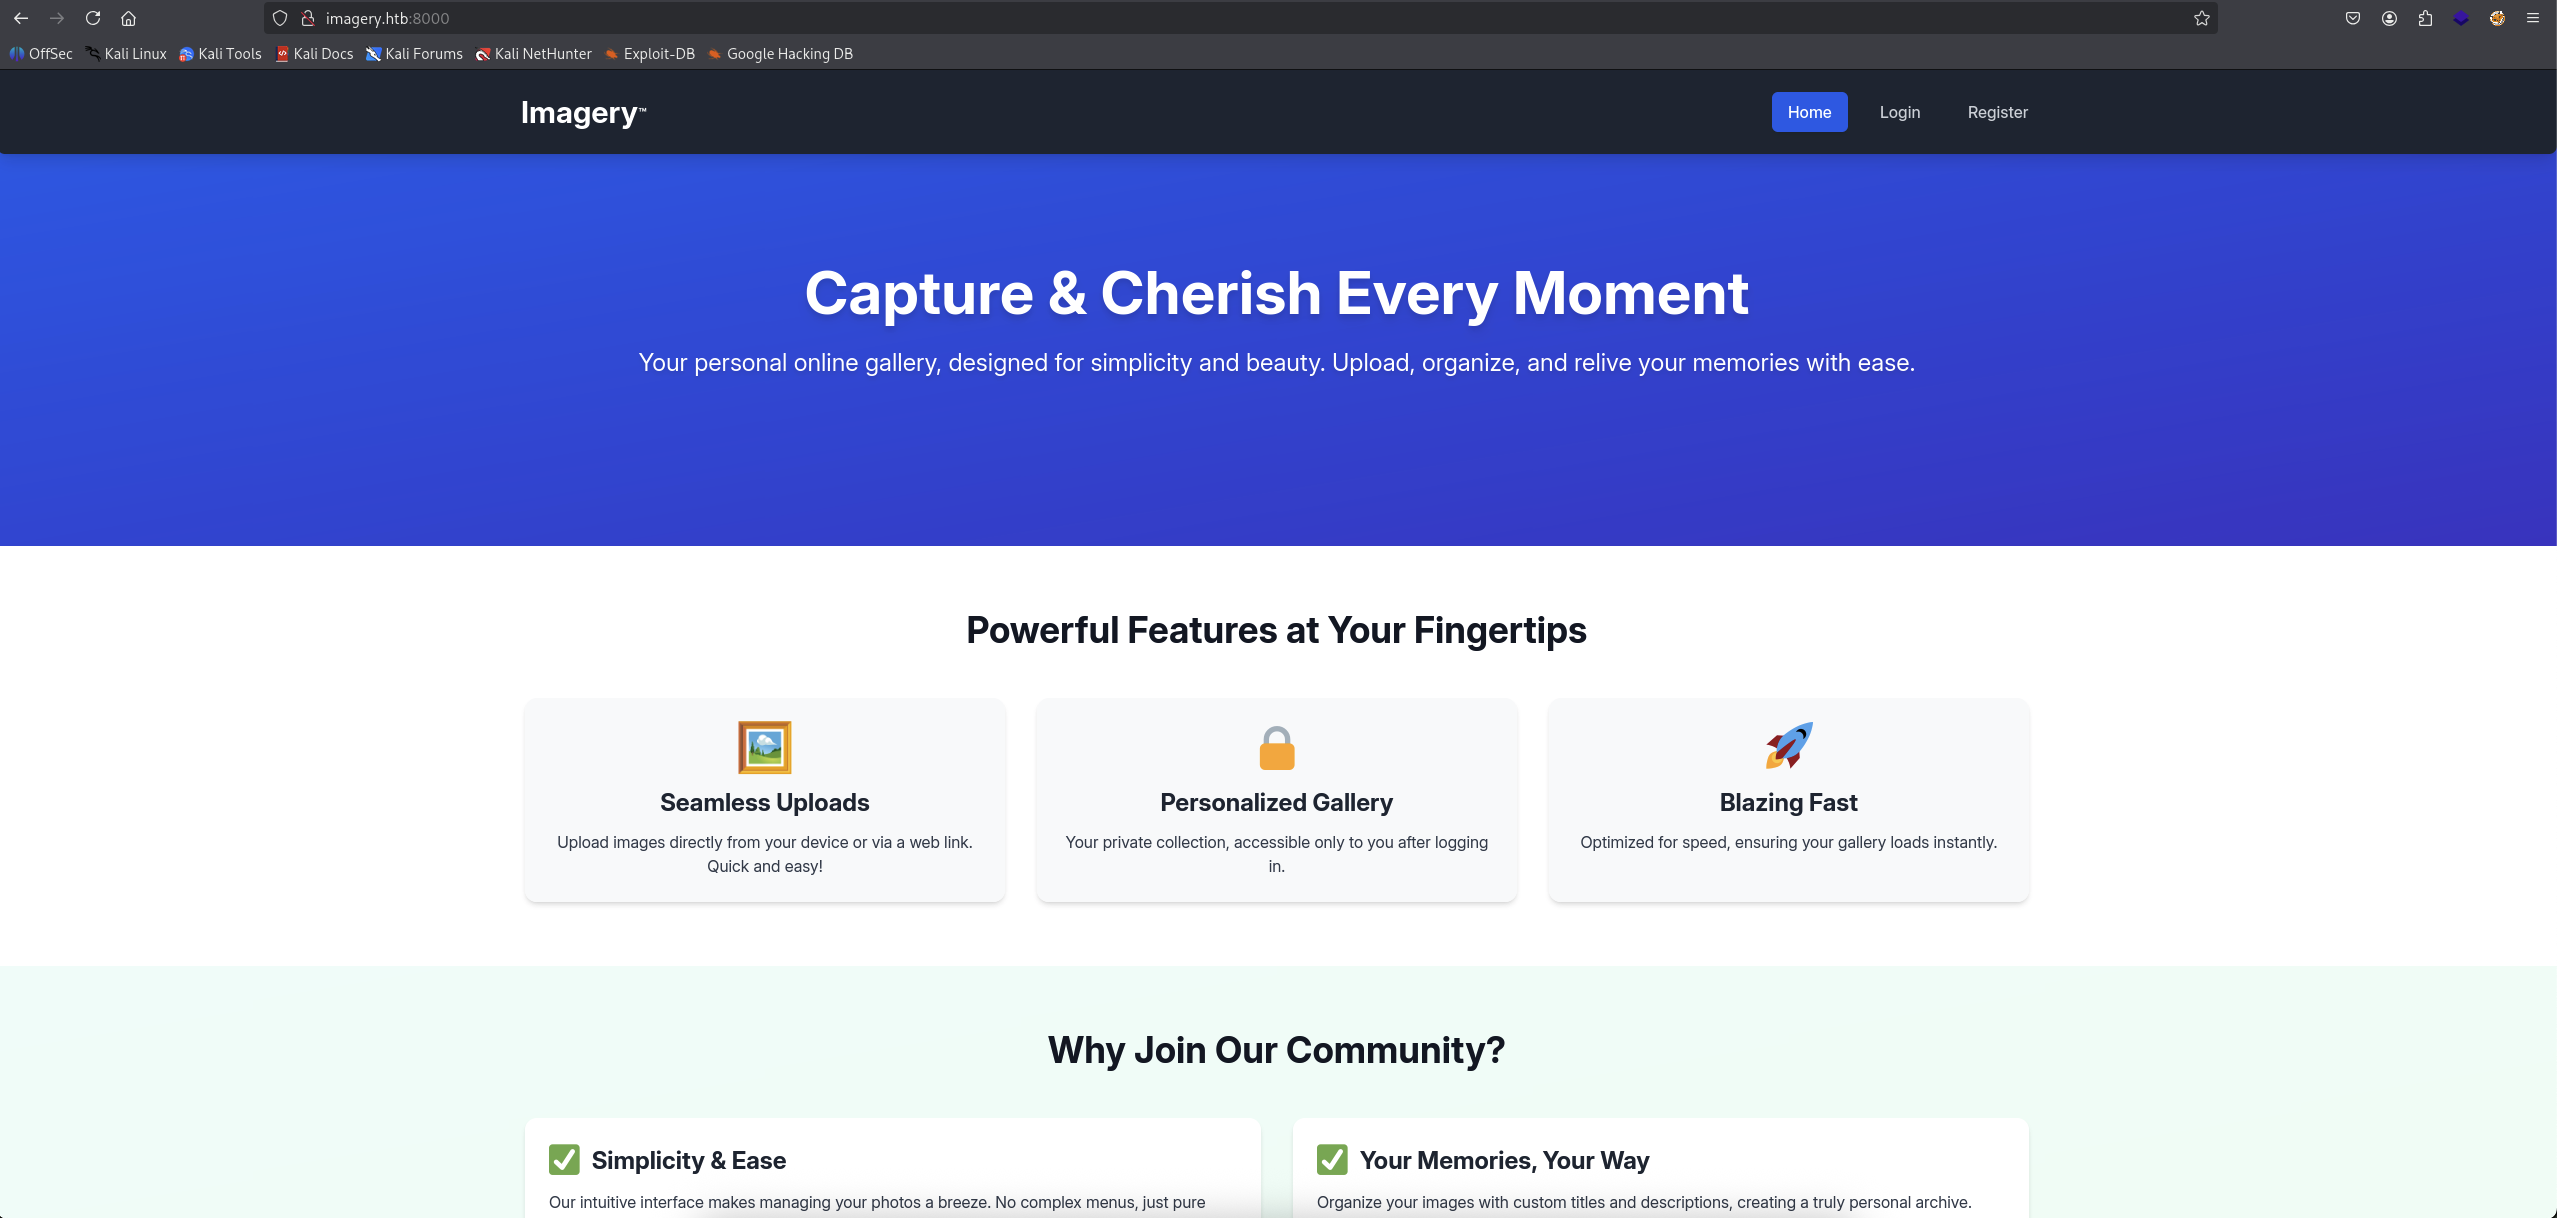 imagery.htb:8000
OffSec Kali Linux Kali Tools Kali Docs Kali Forums Kali NetHunter Exploit-DB Google Hacking DB
Imagery™ Home Login Register
Capture & Cherish Every Moment
Your personal online gallery, designed for simplicity and beauty. Upload, organize, and relive your memories with ease.
Powerful Features at Your Fingertips
Seamless Uploads
Upload images directly from your device or via a web link.
Quick and easy!
Personalized Gallery
Your private collection, accessible only to you after logging
in.
Blazing Fast
Optimized for speed, ensuring your gallery loads instantly.
Why Join Our Community?
Simplicity & Ease
Our intuitive interface makes managing your photos a breeze. No complex menus, just pure
Your Memories, Your Way
Organize your images with custom titles and descriptions, creating a truly personal archive.